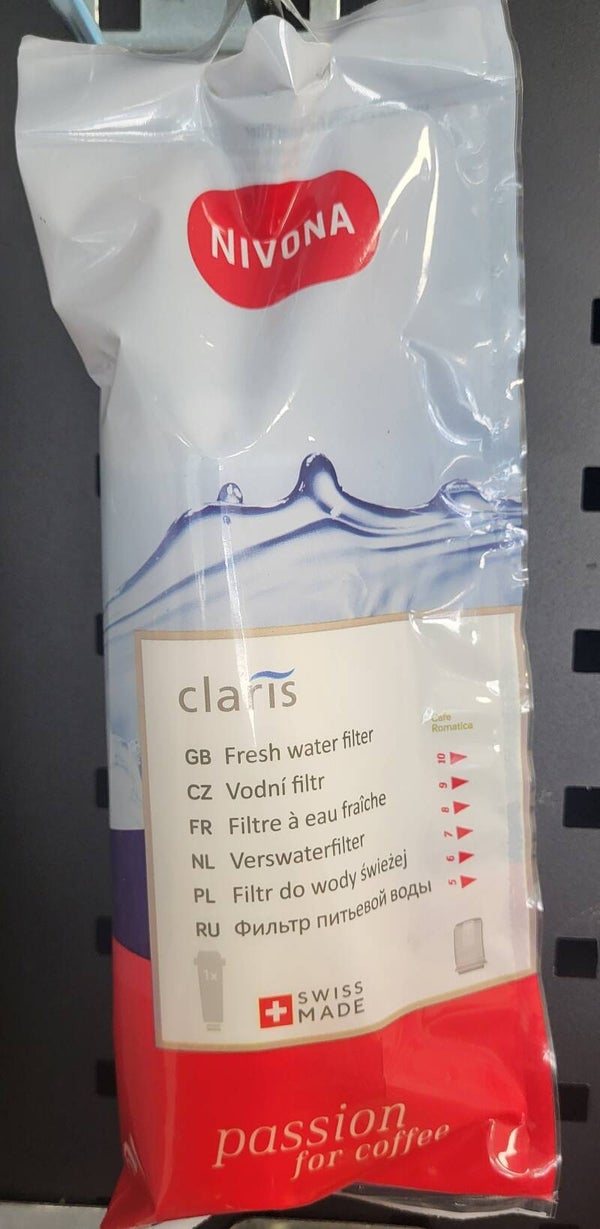 NIVONA
claris
Cafe
Romatica
GB Fresh water filter
CZ Vodní filtr
FR Filtre à eau fraîche
NL Verswaterfilter
PL Filtr do wody świeżej
RU Фильтр питьевой воды
10
9
8
7
6
5
1x
SWISS
MADE
passion
for coffee